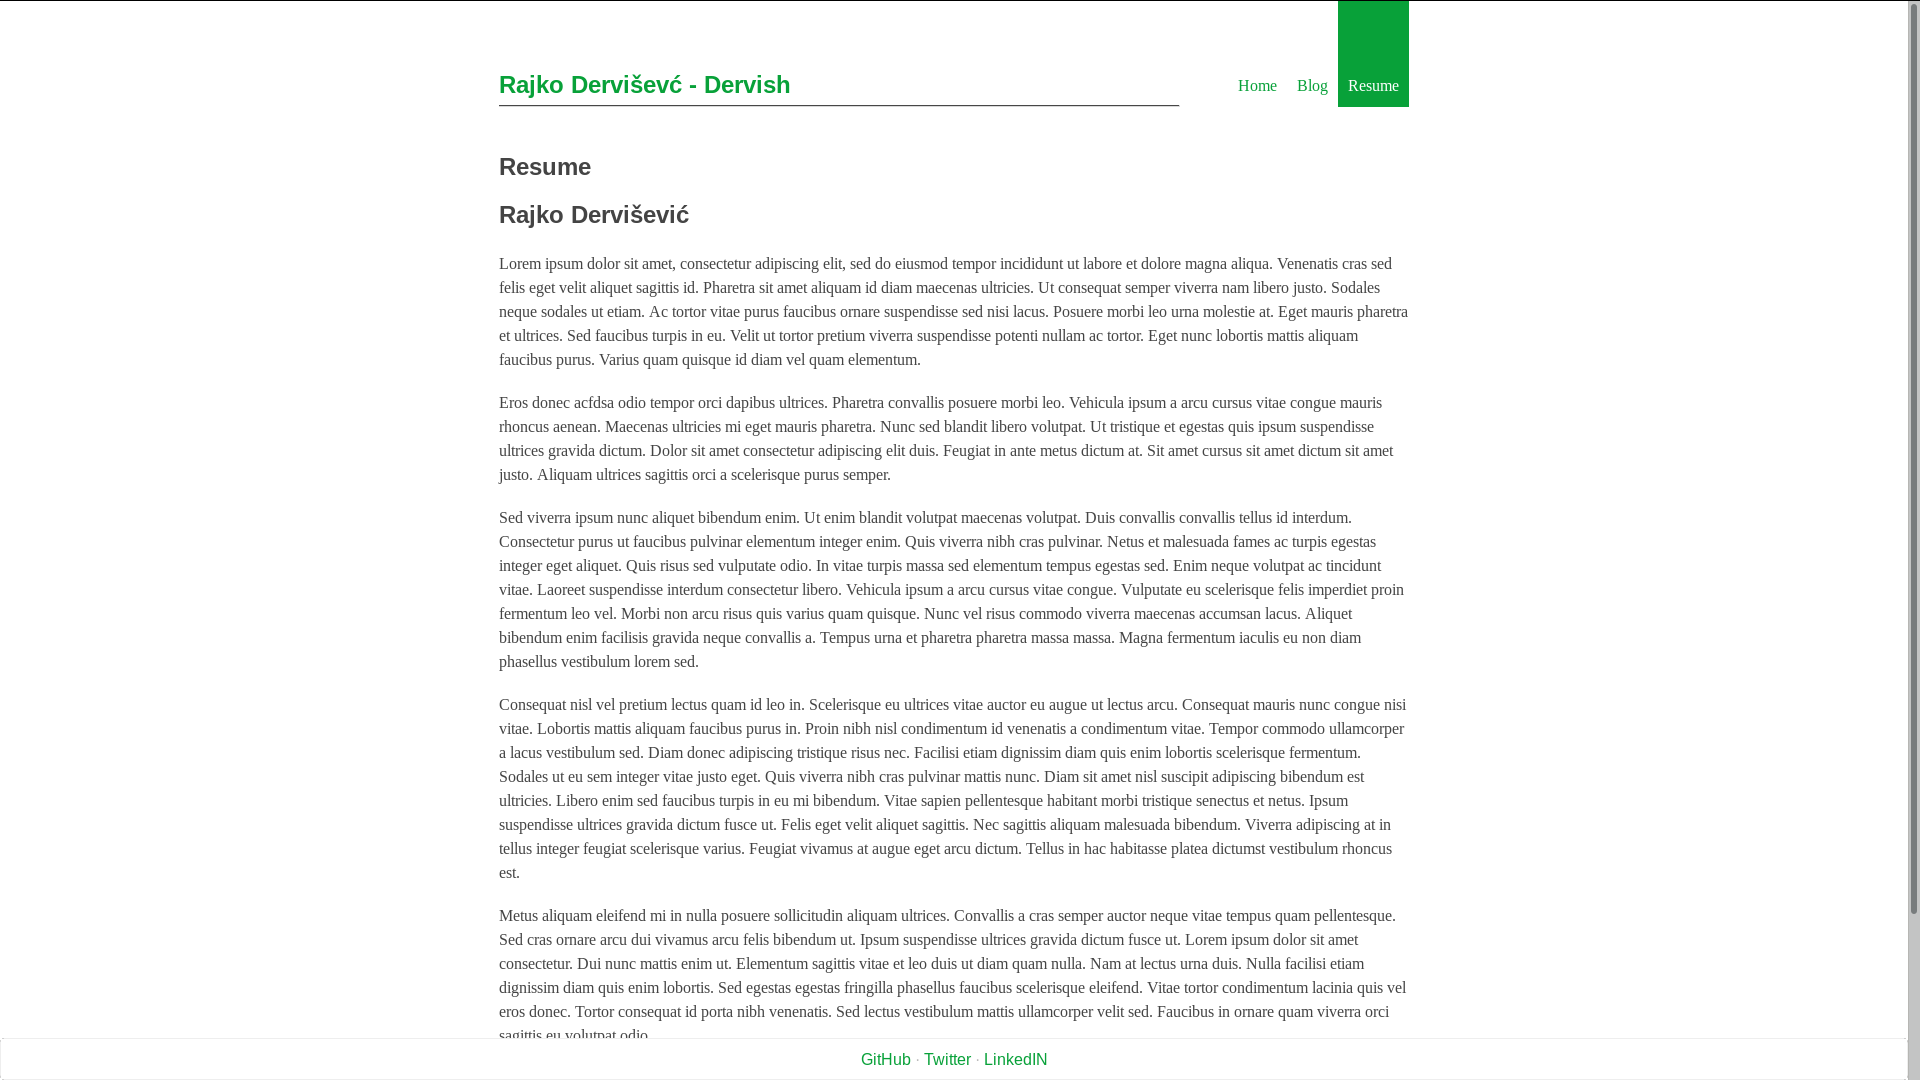 Rajko Derviševć - Dervish
Home
Blog
Resume
Resume
Rajko Dervišević
Lorem ipsum dolor sit amet, consectetur adipiscing elit, sed do eiusmod tempor incididunt ut labore et dolore magna aliqua. Venenatis cras sed
felis eget velit aliquet sagittis id. Pharetra sit amet aliquam id diam maecenas ultricies. Ut consequat semper viverra nam libero justo. Sodales
neque sodales ut etiam. Ac tortor vitae purus faucibus ornare suspendisse sed nisi lacus. Posuere morbi leo urna molestie at. Eget mauris pharetra
et ultrices. Sed faucibus turpis in eu. Velit ut tortor pretium viverra suspendisse potenti nullam ac tortor. Eget nunc lobortis mattis aliquam
faucibus purus. Varius quam quisque id diam vel quam elementum.
Eros donec acfdsa odio tempor orci dapibus ultrices. Pharetra convallis posuere morbi leo. Vehicula ipsum a arcu cursus vitae congue mauris
rhoncus aenean. Maecenas ultricies mi eget mauris pharetra. Nunc sed blandit libero volutpat. Ut tristique et egestas quis ipsum suspendisse
ultrices gravida dictum. Dolor sit amet consectetur adipiscing elit duis. Feugiat in ante metus dictum at. Sit amet cursus sit amet dictum sit amet
justo. Aliquam ultrices sagittis orci a scelerisque purus semper.
Sed viverra ipsum nunc aliquet bibendum enim. Ut enim blandit volutpat maecenas volutpat. Duis convallis convallis tellus id interdum.
Consectetur purus ut faucibus pulvinar elementum integer enim. Quis viverra nibh cras pulvinar. Netus et malesuada fames ac turpis egestas
integer eget aliquet. Quis risus sed vulputate odio. In vitae turpis massa sed elementum tempus egestas sed. Enim neque volutpat ac tincidunt
vitae. Laoreet suspendisse interdum consectetur libero. Vehicula ipsum a arcu cursus vitae congue. Vulputate eu scelerisque felis imperdiet proin
fermentum leo vel. Morbi non arcu risus quis varius quam quisque. Nunc vel risus commodo viverra maecenas accumsan lacus. Aliquet
bibendum enim facilisis gravida neque convallis a. Tempus urna et pharetra pharetra massa massa. Magna fermentum iaculis eu non diam
phasellus vestibulum lorem sed.
Consequat nisl vel pretium lectus quam id leo in. Scelerisque eu ultrices vitae auctor eu augue ut lectus arcu. Consequat mauris nunc congue nisi
vitae. Lobortis mattis aliquam faucibus purus in. Proin nibh nisl condimentum id venenatis a condimentum vitae. Tempor commodo ullamcorper
a lacus vestibulum sed. Diam donec adipiscing tristique risus nec. Facilisi etiam dignissim diam quis enim lobortis scelerisque fermentum.
Sodales ut eu sem integer vitae justo eget. Quis viverra nibh cras pulvinar mattis nunc. Diam sit amet nisl suscipit adipiscing bibendum est
ultricies. Libero enim sed faucibus turpis in eu mi bibendum. Vitae sapien pellentesque habitant morbi tristique senectus et netus. Ipsum
suspendisse ultrices gravida dictum fusce ut. Felis eget velit aliquet sagittis. Nec sagittis aliquam malesuada bibendum. Viverra adipiscing at in
tellus integer feugiat scelerisque varius. Feugiat vivamus at augue eget arcu dictum. Tellus in hac habitasse platea dictumst vestibulum rhoncus
est.
Metus aliquam eleifend mi in nulla posuere sollicitudin aliquam ultrices. Convallis a cras semper auctor neque vitae tempus quam pellentesque.
Sed cras ornare arcu dui vivamus arcu felis bibendum ut. Ipsum suspendisse ultrices gravida dictum fusce ut. Lorem ipsum dolor sit amet
consectetur. Dui nunc mattis enim ut. Elementum sagittis vitae et leo duis ut diam quam nulla. Nam at lectus urna duis. Nulla facilisi etiam
dignissim diam quis enim lobortis. Sed egestas egestas fringilla phasellus faucibus scelerisque eleifend. Vitae tortor condimentum lacinia quis vel
eros donec. Tortor consequat id porta nibh venenatis. Sed lectus vestibulum mattis ullamcorper velit sed. Faucibus in ornare quam viverra orci
sagittis eu volutpat odio.
GitHub · Twitter · LinkedIN